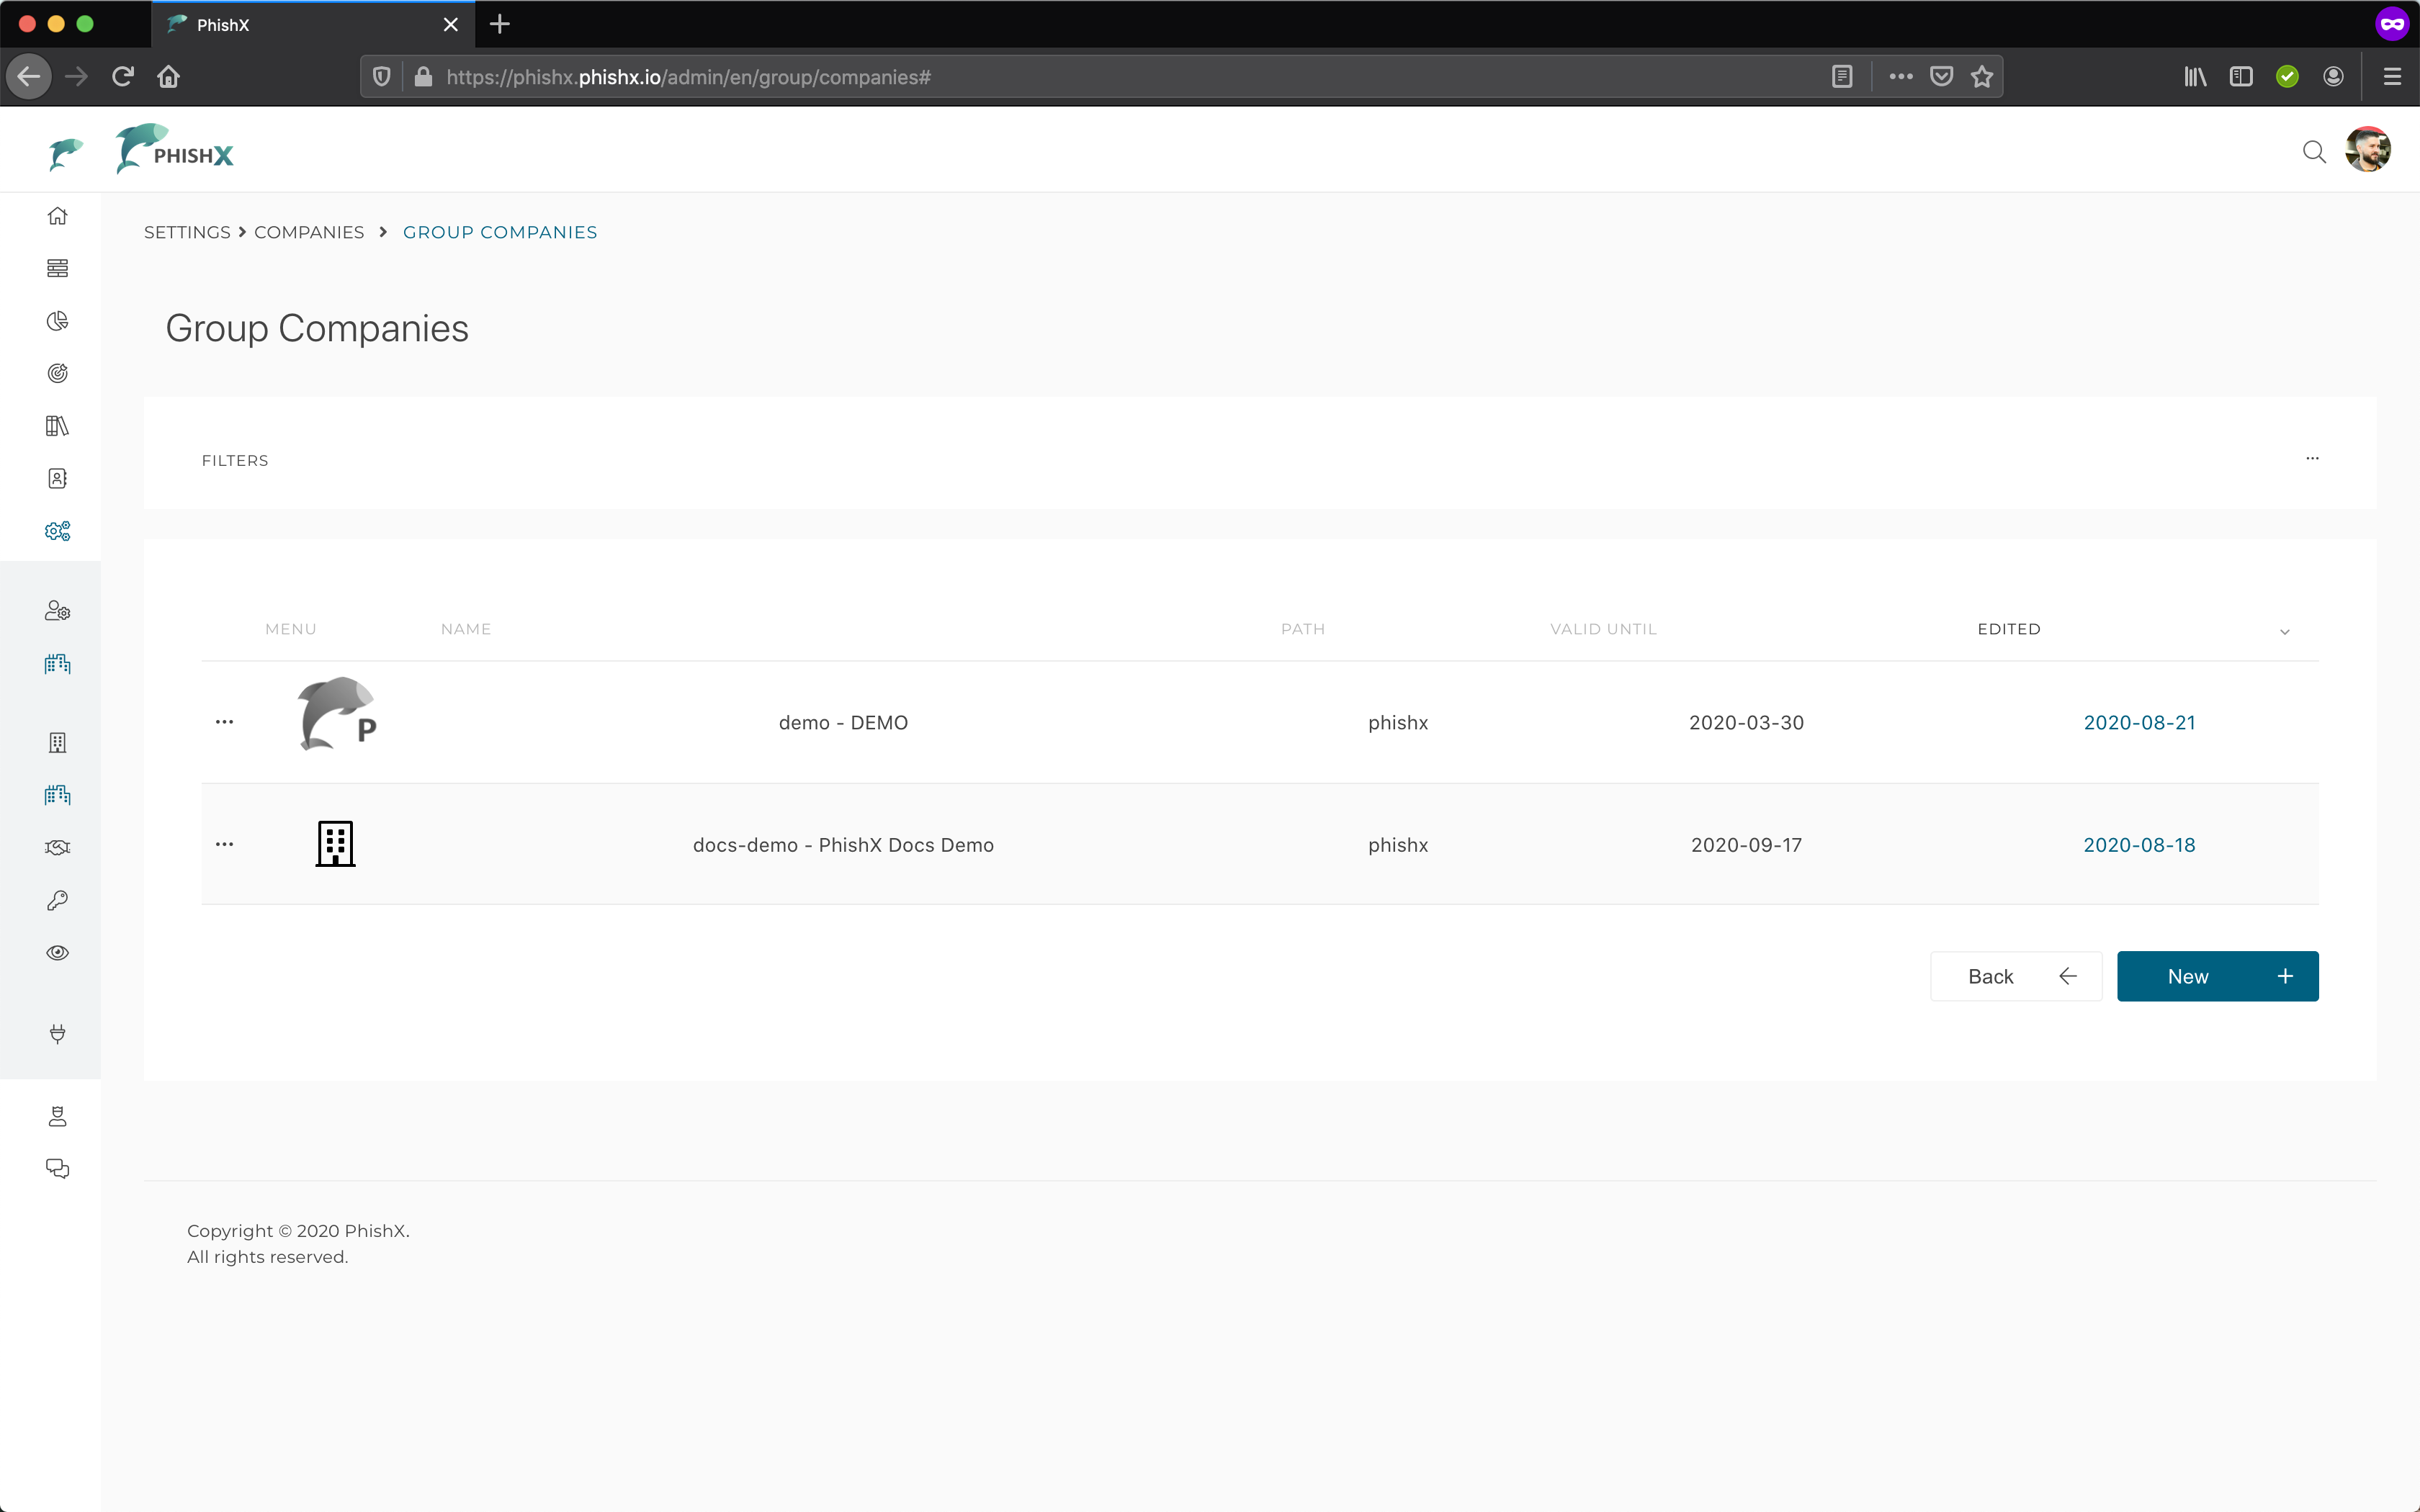 PhishX
https://phishx.phishx.io/admin/en/group/companies#
PHISHX
SETTINGS COMPANIES GROUP COMPANIES
Group Companies
FILTERS
MENU NAME PATH VALID UNTIL EDITED
P
demo - DEMO phishx 2020-03-30 2020-08-21
docs-demo - PhishX Docs Demo phishx 2020-09-17 2020-08-18
Back New
Copyright © 2020 PhishX.
All rights reserved.